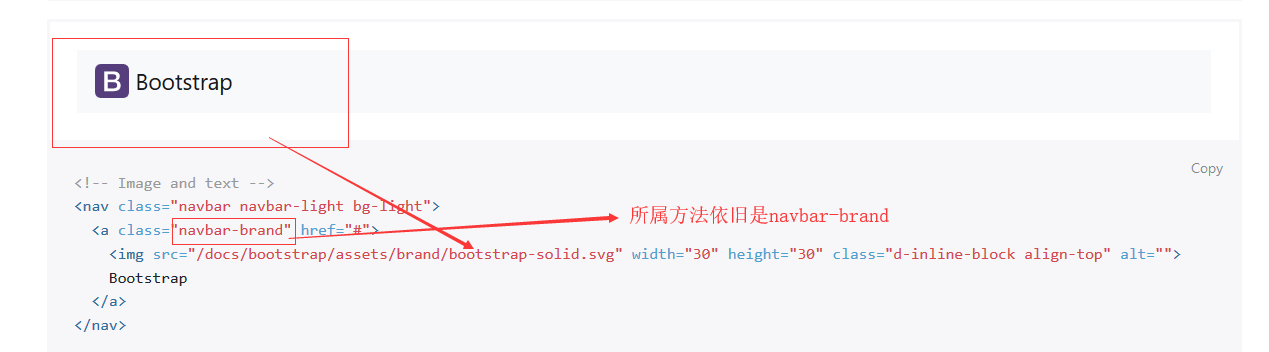 B Bootstrap
Copy
<!-- Image and text -->
<nav class="navbar navbar-light bg-light">
所属方法依旧是navbar-brand
<a class="navbar-brand" href="#">
<img src="/docs/bootstrap/assets/brand/bootstrap-solid.svg" width="30" height="30" class="d-inline-block align-top" alt="">
Bootstrap
</a>
</nav>